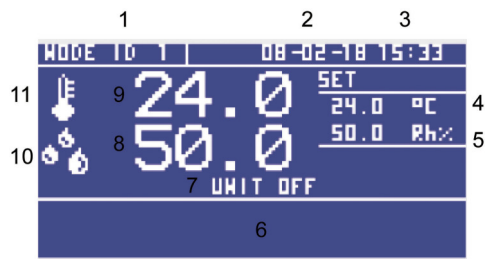 1 2 3
NODE ID 1 08-02-18 15:33
11 9 24.0 SET
24.0 ºC 4
10 8 50.0 50.0 Rh% 5
7 UNIT OFF
6